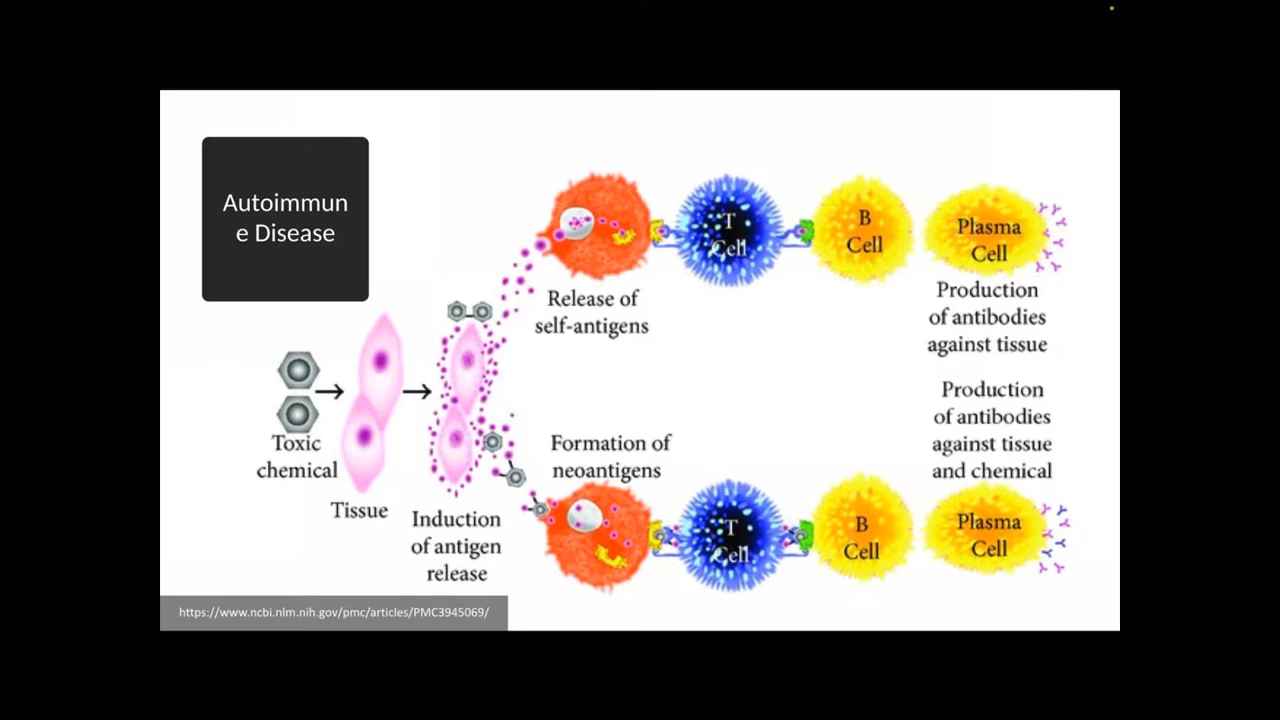 Autoimmun
e Disease
T
Cell
B
Cell
Plasma
Cell
Release of
self-antigens
Production
of antibodies
against tissue
Toxic
chemical
Tissue
Induction
of antigen
release
Formation of
neoantigens
Production
of antibodies
against tissue
and chemical
T
Cell
B
Cell
Plasma
Cell
https://www.ncbi.nlm.nih.gov/pmc/articles/PMC3945069/